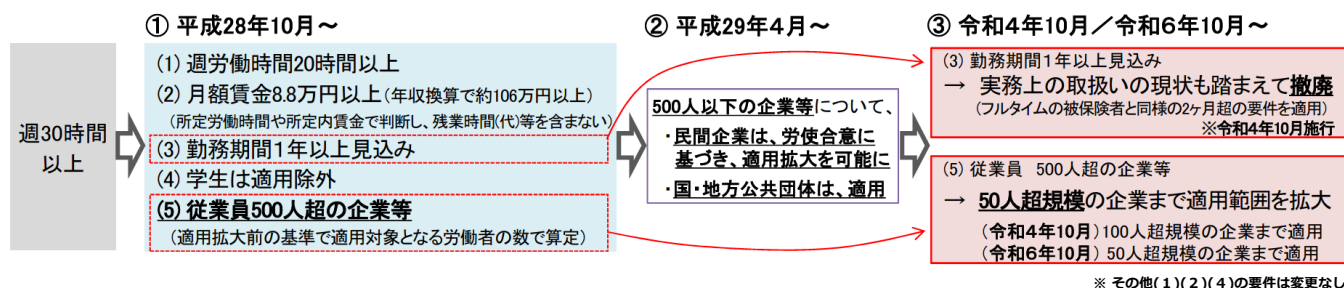 週30時間
以上
① 平成28年10月～
(1) 週労働時間20時間以上
(2) 月額賃金8.8万円以上(年収換算で約106万円以上)
(所定労働時間や所定内賃金で判断し、残業時間(代)等を含まない)
(3) 勤務期間1年以上見込み
(4) 学生は適用除外
(5) 従業員500人超の企業等
(適用拡大前の基準で適用対象となる労働者の数で算定)
② 平成29年4月～
500人以下の企業等について、
・民間企業は、労使合意に
基づき、適用拡大を可能に
・国・地方公共団体は、適用
③ 令和4年10月／令和6年10月～
(3) 勤務期間1年以上見込み
→ 実務上の取扱いの現状も踏まえて撤廃
(フルタイムの被保険者と同様の2ヶ月超の要件を適用)
※令和4年10月施行
(5) 従業員 500人超の企業等
→ 50人超規模の企業まで適用範囲を拡大
(令和4年10月) 100人超規模の企業まで適用
(令和6年10月) 50人超規模の企業まで適用
※ その他(1)(2)(4)の要件は変更なし